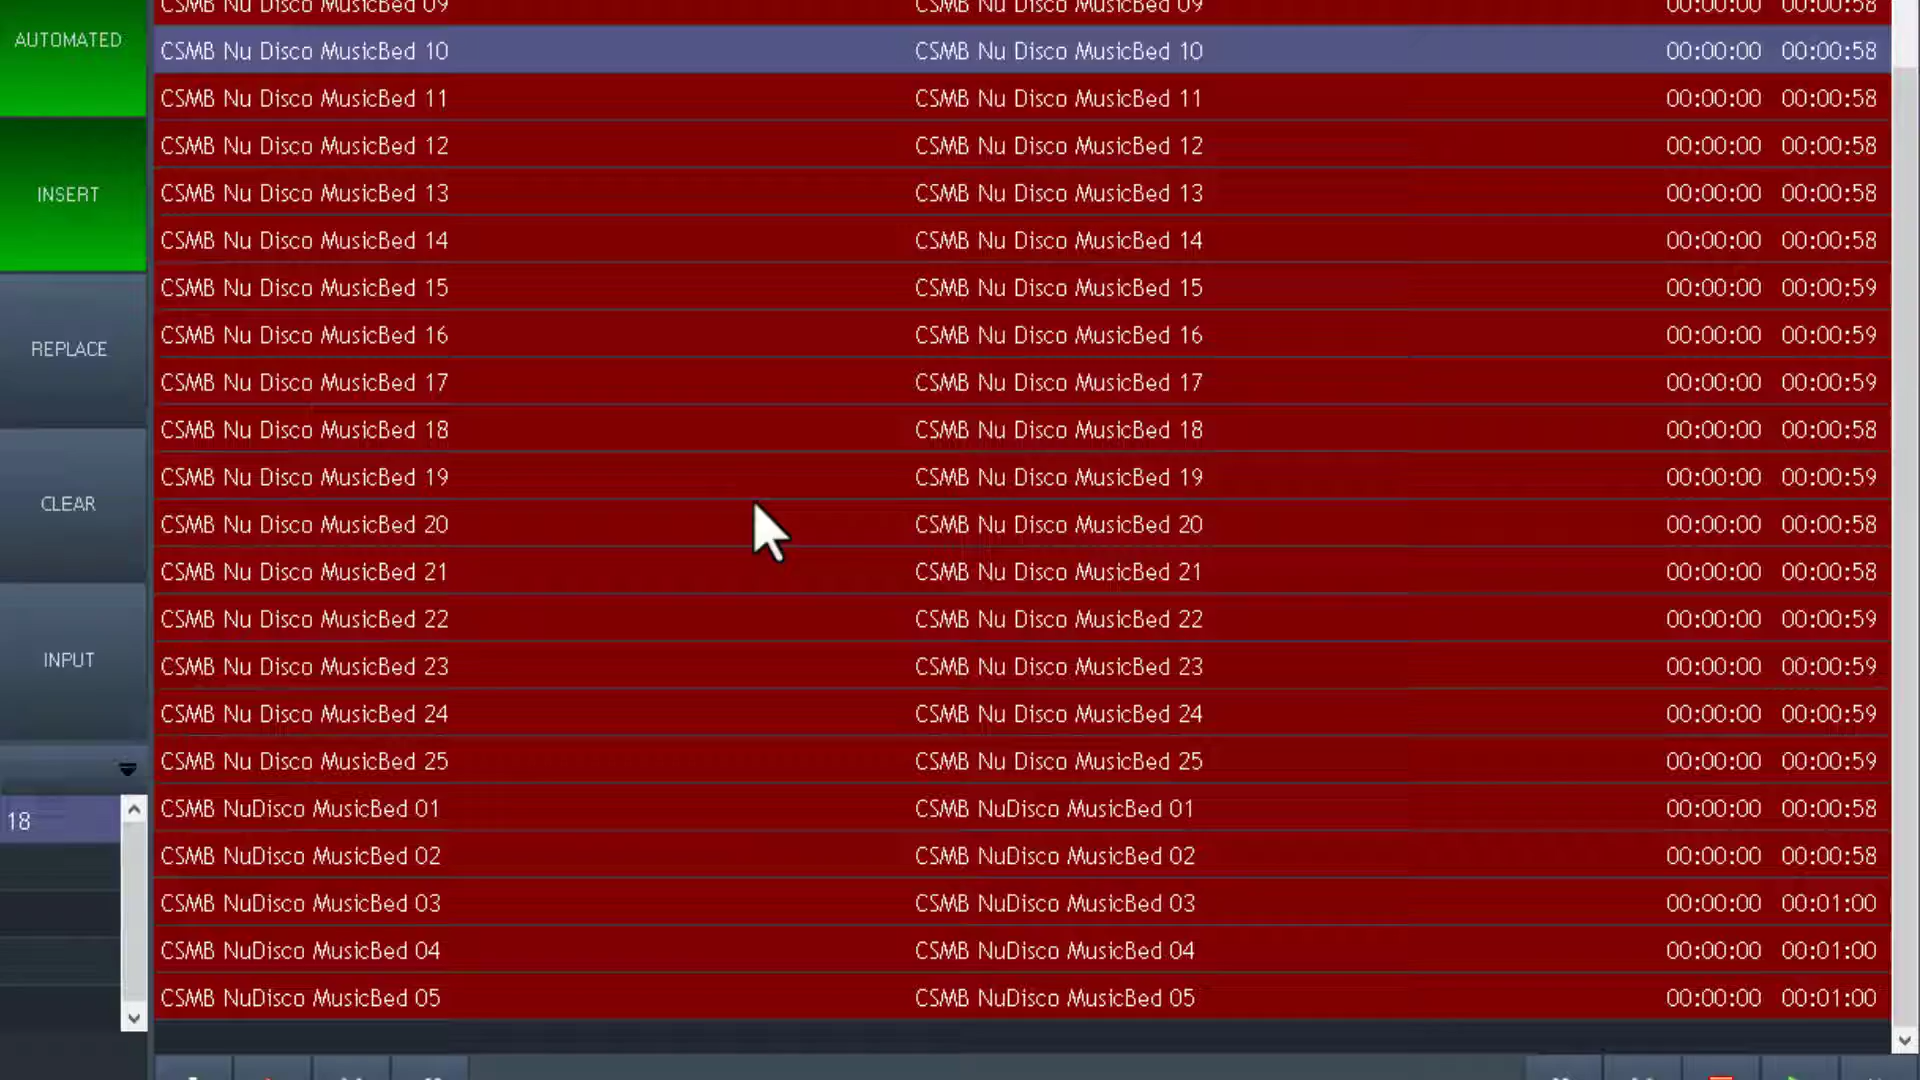 CSMB Nu Disco MusicBed 09 CSMB Nu Disco MusicBed 09 00:00:00 00:00:58
AUTOMATED
CSMB Nu Disco MusicBed 10 CSMB Nu Disco MusicBed 10 00:00:00 00:00:58
CSMB Nu Disco MusicBed 11 CSMB Nu Disco MusicBed 11 00:00:00 00:00:58
CSMB Nu Disco MusicBed 12 CSMB Nu Disco MusicBed 12 00:00:00 00:00:58
INSERT
CSMB Nu Disco MusicBed 13 CSMB Nu Disco MusicBed 13 00:00:00 00:00:58
CSMB Nu Disco MusicBed 14 CSMB Nu Disco MusicBed 14 00:00:00 00:00:58
CSMB Nu Disco MusicBed 15 CSMB Nu Disco MusicBed 15 00:00:00 00:00:59
CSMB Nu Disco MusicBed 16 CSMB Nu Disco MusicBed 16 00:00:00 00:00:59
REPLACE
CSMB Nu Disco MusicBed 17 CSMB Nu Disco MusicBed 17 00:00:00 00:00:59
CSMB Nu Disco MusicBed 18 CSMB Nu Disco MusicBed 18 00:00:00 00:00:58
CSMB Nu Disco MusicBed 19 CSMB Nu Disco MusicBed 19 00:00:00 00:00:59
CLEAR
CSMB Nu Disco MusicBed 20 CSMB Nu Disco MusicBed 20 00:00:00 00:00:58
CSMB Nu Disco MusicBed 21 CSMB Nu Disco MusicBed 21 00:00:00 00:00:58
CSMB Nu Disco MusicBed 22 CSMB Nu Disco MusicBed 22 00:00:00 00:00:59
INPUT
CSMB Nu Disco MusicBed 23 CSMB Nu Disco MusicBed 23 00:00:00 00:00:59
CSMB Nu Disco MusicBed 24 CSMB Nu Disco MusicBed 24 00:00:00 00:00:59
CSMB Nu Disco MusicBed 25 CSMB Nu Disco MusicBed 25 00:00:00 00:00:59
CSMB NuDisco MusicBed 01 CSMB NuDisco MusicBed 01 00:00:00 00:00:58
18
CSMB NuDisco MusicBed 02 CSMB NuDisco MusicBed 02 00:00:00 00:00:58
CSMB NuDisco MusicBed 03 CSMB NuDisco MusicBed 03 00:00:00 00:01:00
CSMB NuDisco MusicBed 04 CSMB NuDisco MusicBed 04 00:00:00 00:01:00
CSMB NuDisco MusicBed 05 CSMB NuDisco MusicBed 05 00:00:00 00:01:00